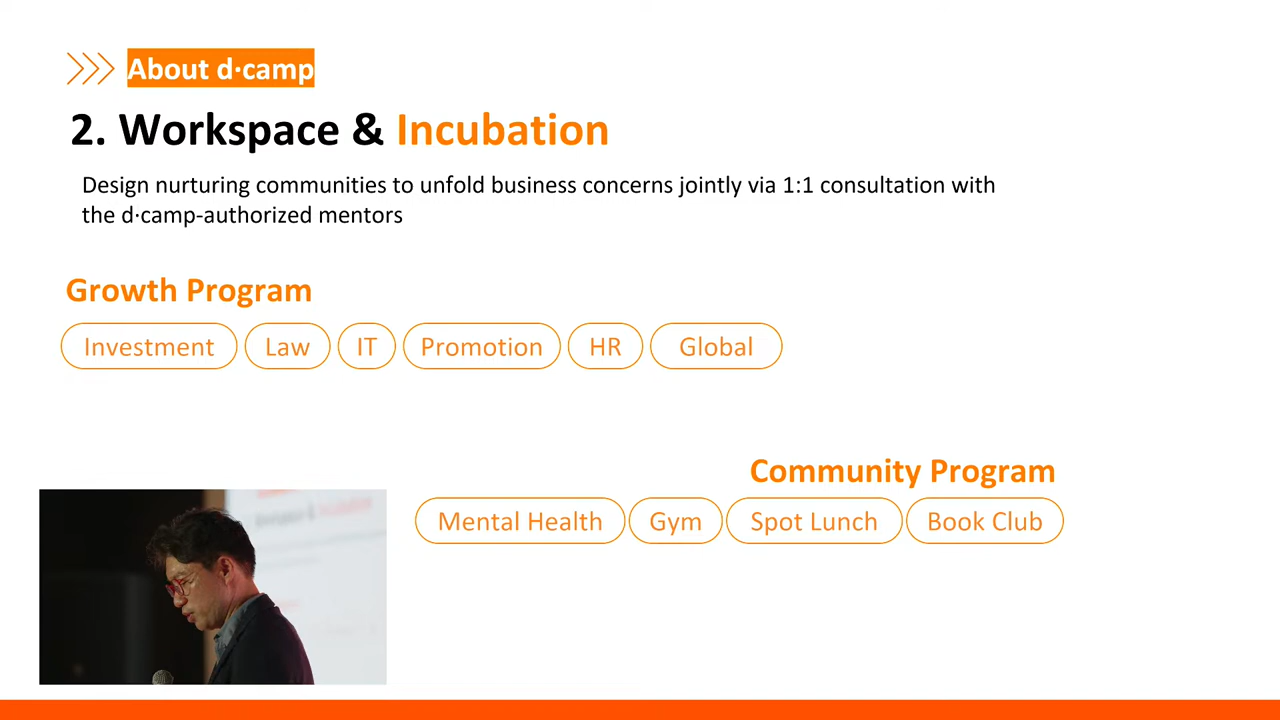 About d·camp
2. Workspace & Incubation
Design nurturing communities to unfold business concerns jointly via 1:1 consultation with
the d·camp-authorized mentors
Growth Program
Investment
Law
IT
Promotion
HR
Global
Community Program
Mental Health
Gym
Spot Lunch
Book Club